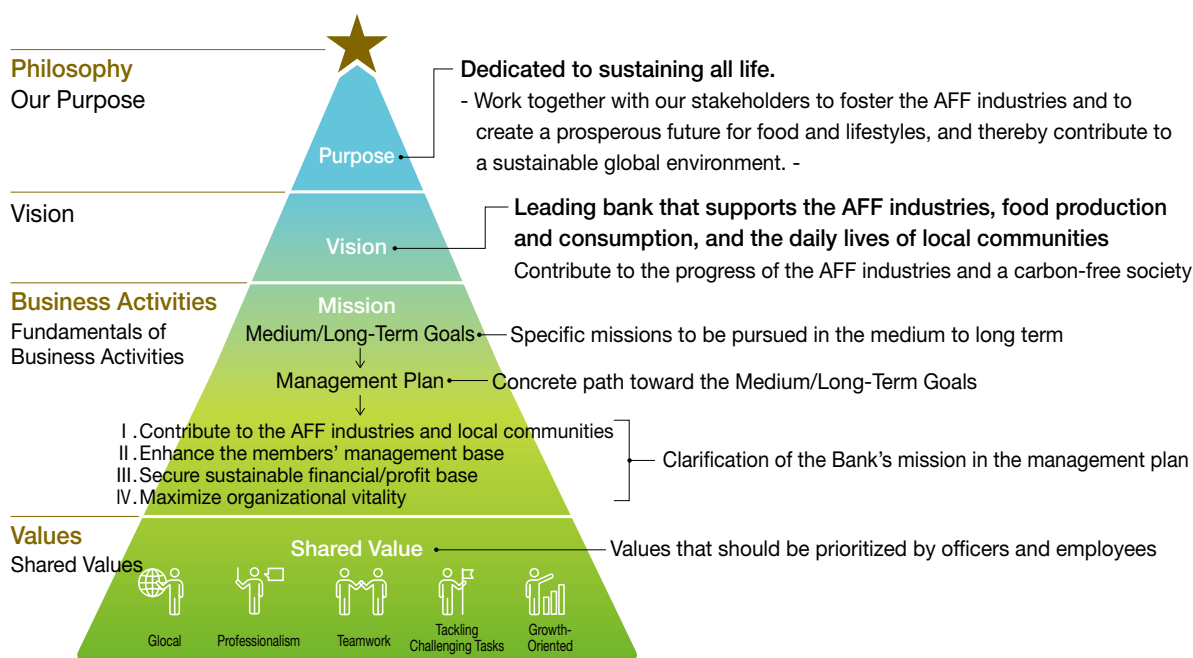 Philosophy
Our Purpose
Purpose
Dedicated to sustaining all life.
- Work together with our stakeholders to foster the AFF industries and to
create a prosperous future for food and lifestyles, and thereby contribute to
a sustainable global environment. -
Vision
Vision
Leading bank that supports the AFF industries, food production
and consumption, and the daily lives of local communities
Contribute to the progress of the AFF industries and a carbon-free society
Business Activities
Fundamentals of
Business Activities
Mission
Medium/Long-Term Goals
Specific missions to be pursued in the medium to long term
Management Plan
Concrete path toward the Medium/Long-Term Goals
I .Contribute to the AFF industries and local communities
II .Enhance the members' management base
III.Secure sustainable financial/profit base
IV.Maximize organizational vitality
Clarification of the Bank's mission in the management plan
Values
Shared Values
Shared Value
Values that should be prioritized by officers and employees
Glocal
Professionalism
Teamwork
Tackling
Challenging Tasks
Growth-
Oriented